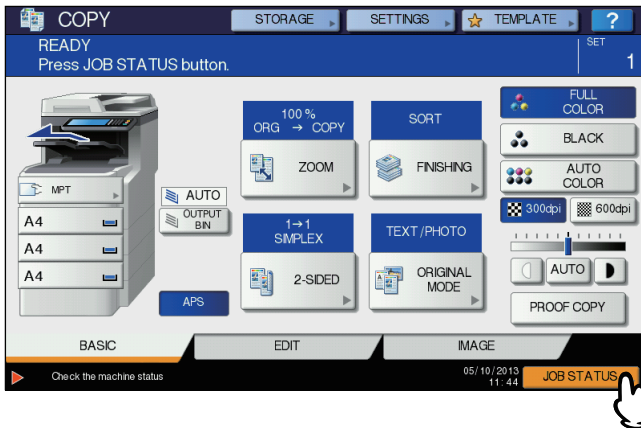 COPY
STORAGE
SETTINGS
TEMPLATE
?
READY
Press JOB STATUS button.
SET
1
MPT
A4
A4
A4
AUTO
OUTPUT
BIN
APS
100 %
ORG → COPY
ZOOM
SORT
FINISHING
1→1
SIMPLEX
2-SIDED
TEXT/PHOTO
ORIGINAL
MODE
FULL
COLOR
BLACK
AUTO
COLOR
300dpi
600dpi
AUTO
PROOF COPY
BASIC
EDIT
IMAGE
Check the machine status
05/10/2013
11:44
JOB STATUS